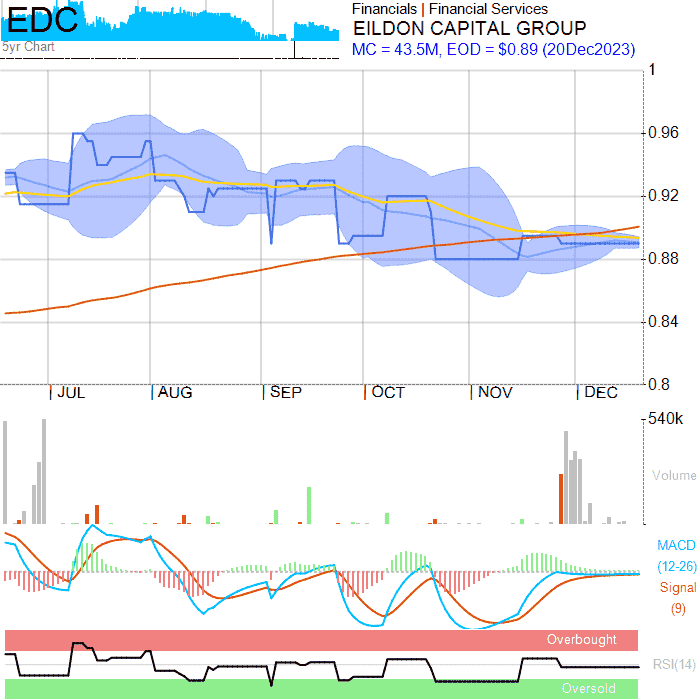 EDC
5yr Chart
Financials | Financial Services
EILDON CAPITAL GROUP
MC = 43.5M, EOD = $0.89 (20Dec2023)
1
0.96
0.92
0.88
0.84
0.8
JUL
AUG
SEP
OCT
NOV
DEC
540k
Volume
MACD
(12-26)
Signal
(9)
Overbought
RSI(14)
Oversold